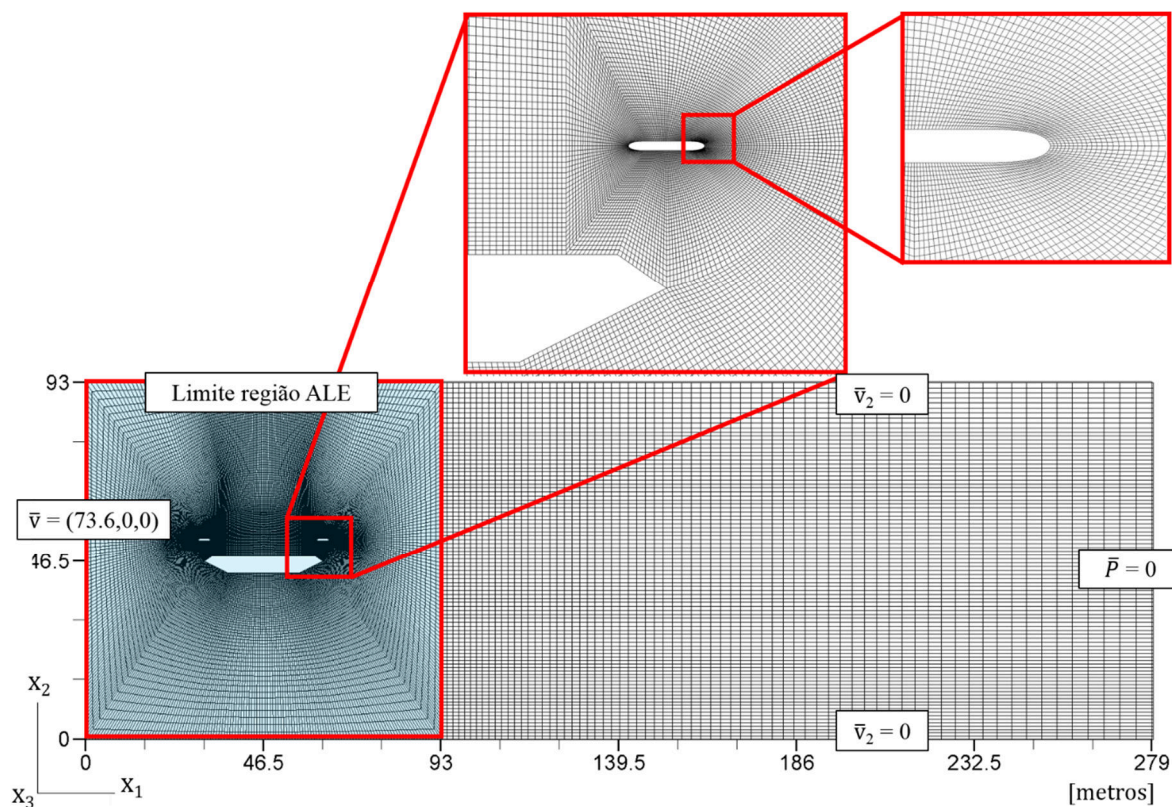 93
Limite região ALE
v̅₂ = 0
v̅ = (73.6,0,0)
46.5
P̅ = 0
x₂
v̅₂ = 0
0
0 46.5 93 139.5 186 232.5 279
x₃ x₁
[metros]